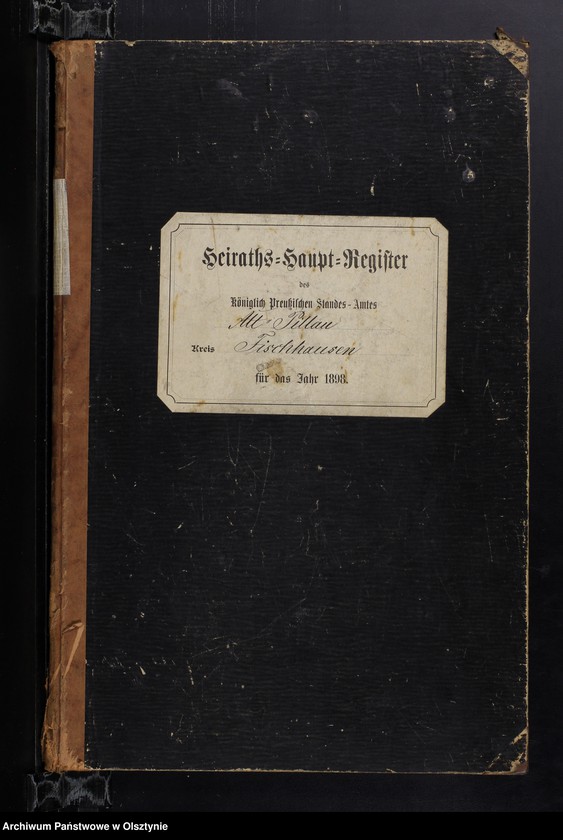 Heiraths-Haupt-Register
des
Königlich Preußischen Standes-Amtes
Alt-Pillau
Kreis Fischhausen
für das Jahr 1898.
Archiwum Państwowe w Olsztynie